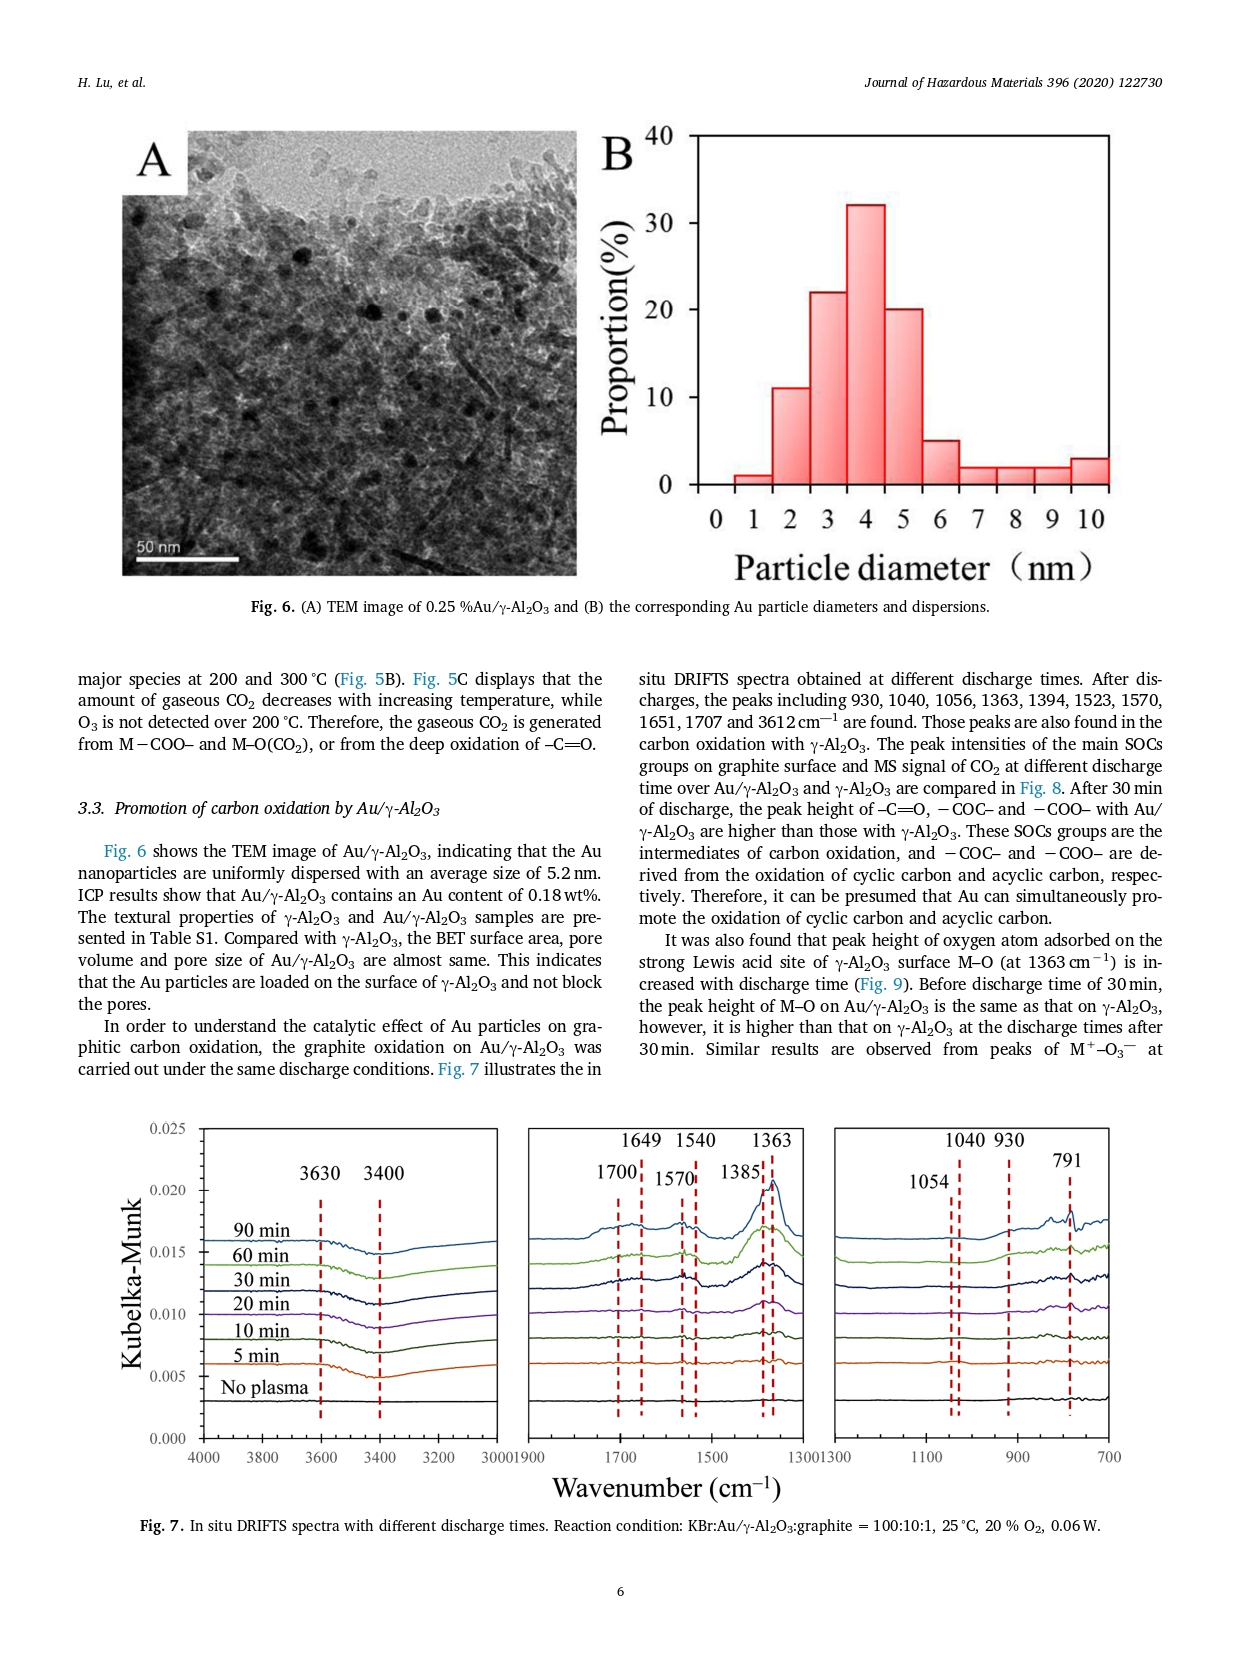 H. Lu, et al.
Journal of Hazardous Materials 396 (2020) 122730
A
50 nm
B
40
30
20
10
0
Proportion(%)
0 1 2 3 4 5 6 7 8 9 10
Particle diameter（nm）
Fig. 6. (A) TEM image of 0.25 %Au/γ-Al₂O₃ and (B) the corresponding Au particle diameters and dispersions.
major species at 200 and 300 °C (Fig. 5B). Fig. 5C displays that the
amount of gaseous CO₂ decreases with increasing temperature, while
O₃ is not detected over 200 °C. Therefore, the gaseous CO₂ is generated
from M−COO– and M–O(CO₂), or from the deep oxidation of –C═O.
3.3. Promotion of carbon oxidation by Au/γ-Al₂O₃
Fig. 6 shows the TEM image of Au/γ-Al₂O₃, indicating that the Au
nanoparticles are uniformly dispersed with an average size of 5.2 nm.
ICP results show that Au/γ-Al₂O₃ contains an Au content of 0.18 wt%.
The textural properties of γ-Al₂O₃ and Au/γ-Al₂O₃ samples are pre-
sented in Table S1. Compared with γ-Al₂O₃, the BET surface area, pore
volume and pore size of Au/γ-Al₂O₃ are almost same. This indicates
that the Au particles are loaded on the surface of γ-Al₂O₃ and not block
the pores.
In order to understand the catalytic effect of Au particles on gra-
phitic carbon oxidation, the graphite oxidation on Au/γ-Al₂O₃ was
carried out under the same discharge conditions. Fig. 7 illustrates the in
situ DRIFTS spectra obtained at different discharge times. After dis-
charges, the peaks including 930, 1040, 1056, 1363, 1394, 1523, 1570,
1651, 1707 and 3612 cm⁻¹ are found. Those peaks are also found in the
carbon oxidation with γ-Al₂O₃. The peak intensities of the main SOCs
groups on graphite surface and MS signal of CO₂ at different discharge
time over Au/γ-Al₂O₃ and γ-Al₂O₃ are compared in Fig. 8. After 30 min
of discharge, the peak height of –C═O, −COC– and −COO– with Au/
γ-Al₂O₃ are higher than those with γ-Al₂O₃. These SOCs groups are the
intermediates of carbon oxidation, and −COC– and −COO– are de-
rived from the oxidation of cyclic carbon and acyclic carbon, respec-
tively. Therefore, it can be presumed that Au can simultaneously pro-
mote the oxidation of cyclic carbon and acyclic carbon.
It was also found that peak height of oxygen atom adsorbed on the
strong Lewis acid site of γ-Al₂O₃ surface M–O (at 1363 cm⁻¹) is in-
creased with discharge time (Fig. 9). Before discharge time of 30 min,
the peak height of M–O on Au/γ-Al₂O₃ is the same as that on γ-Al₂O₃,
however, it is higher than that on γ-Al₂O₃ at the discharge times after
30 min. Similar results are observed from peaks of M⁺–O₃⁻ at
Kubelka-Munk
0.025
0.020
0.015
0.010
0.005
0.000
3630 3400
90 min
60 min
30 min
20 min
10 min
5 min
No plasma
4000 3800 3600 3400 3200 3000
1649 1540 1363
1700 1570 1385
1900 1700 1500 1300
1040 930
791
1054
1300 1100 900 700
Wavenumber (cm⁻¹)
Fig. 7. In situ DRIFTS spectra with different discharge times. Reaction condition: KBr:Au/γ-Al₂O₃:graphite = 100:10:1, 25 °C, 20 % O₂, 0.06 W.
6